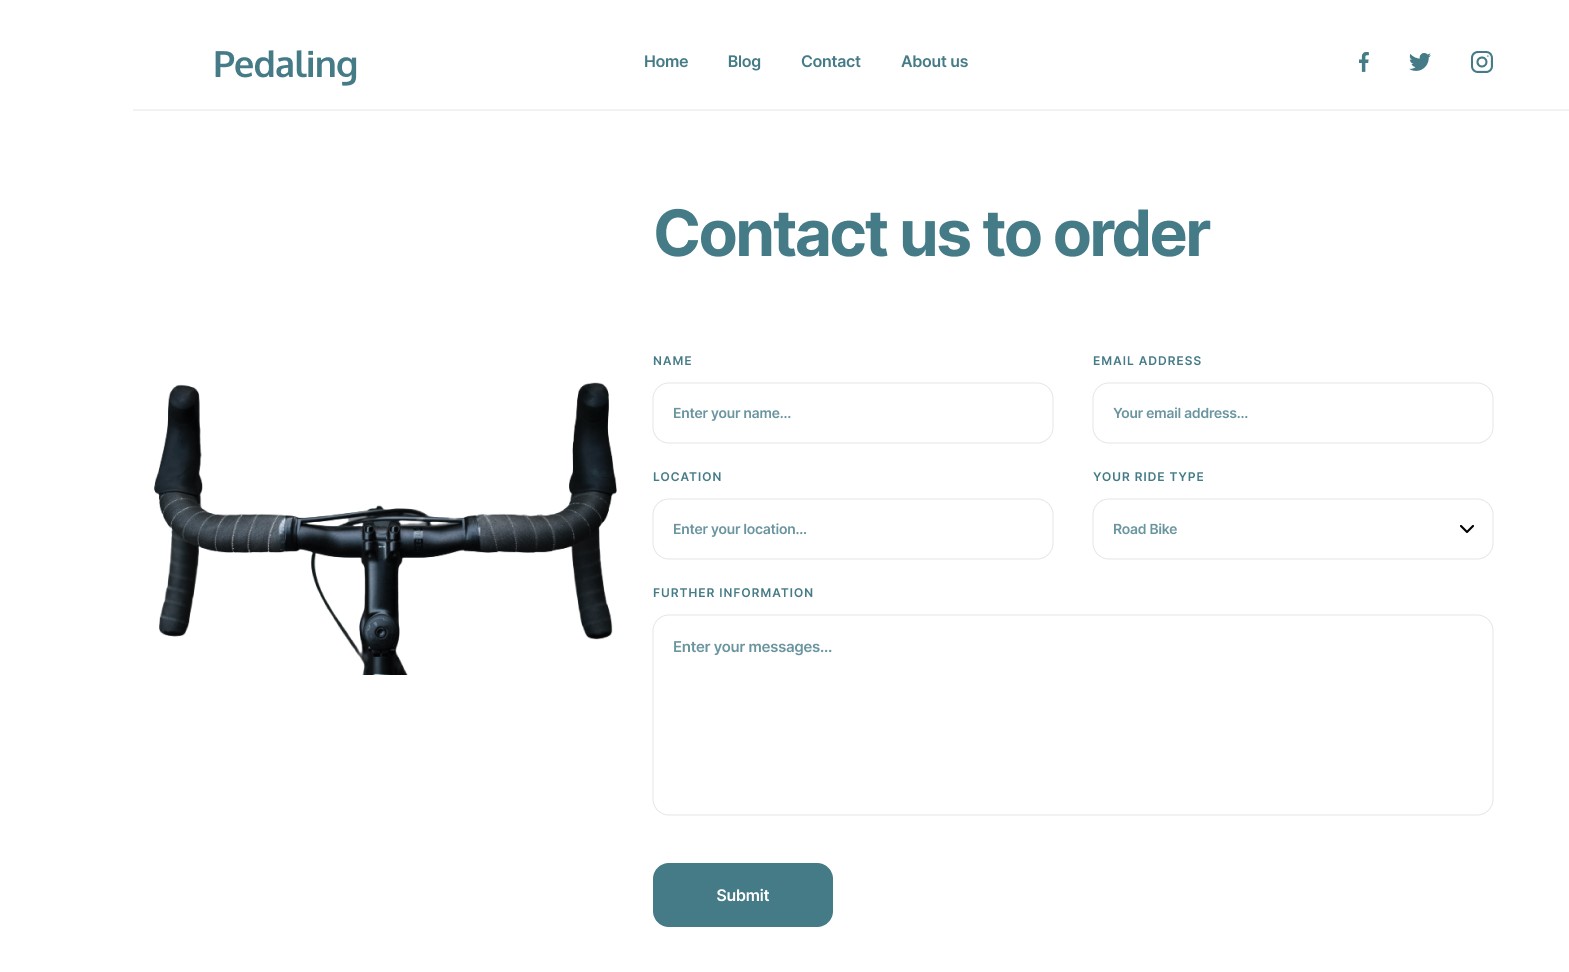 Pedaling
Home Blog Contact About us
Contact us to order
NAME
EMAIL ADDRESS
Enter your name...
Your email address...
LOCATION
YOUR RIDE TYPE
Enter your location...
Road Bike
FURTHER INFORMATION
Enter your messages...
Submit